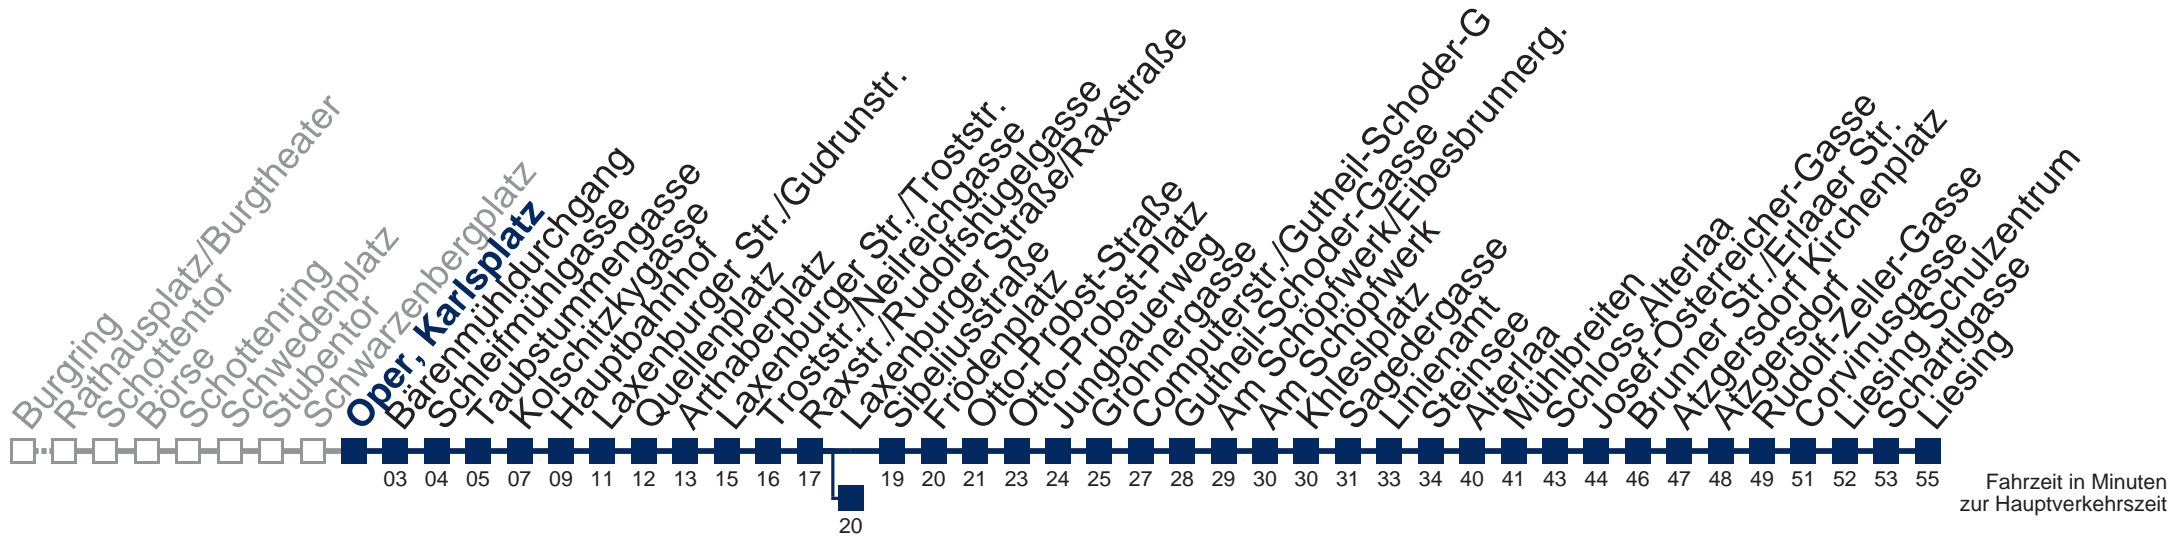 Burgring
Rathausplatz/Burgtheater
Schottentor
Börse
Schottenring
Schwedenplatz
Stubentor
Schwarzenbergplatz
Oper, Karlsplatz
Bärenmühldurchgang
Schleifmühlgasse
Taubstummengasse
Kolschitzkygasse
Hauptbahnhof
Laxenburger Str./Gudrunstr.
Quellenplatz
Arthaberplatz
Laxenburger Str./Troststr.
Troststr./Neilreichgasse
Raxstr./Rudolfshügelgasse
Laxenburger Straße/Raxstraße
Sibeliusstraße
Frödenplatz
Otto-Probst-Straße
Otto-Probst-Platz
Jungbauerweg
Grohnergasse
Computerstr./Gutheil-Schoder-G
Gutheil-Schoder-Gasse
Am Schöpfwerk/Eibesbrunnerg.
Am Schöpfwerk
Khleslplatz
Sagedergasse
Linienamt
Steinsee
Alterlaa
Mühlbreiten
Schloss Alterlaa
Josef-Österreicher-Gasse
Brunner Str./Erlaaer Str.
Atzgersdorf Kirchenplatz
Atzgersdorf
Rudolf-Zeller-Gasse
Corvinusgasse
Liesing Schulzentrum
Schartlgasse
Liesing
03 04 05 07 09 11 12 13 15 16 17 19 20 21 23 24 25 27 28 29 30 30 31 33 34 40 41 43 44 46 47 48 49 51 52 53 55
20
Fahrzeit in Minuten
zur Hauptverkehrszeit